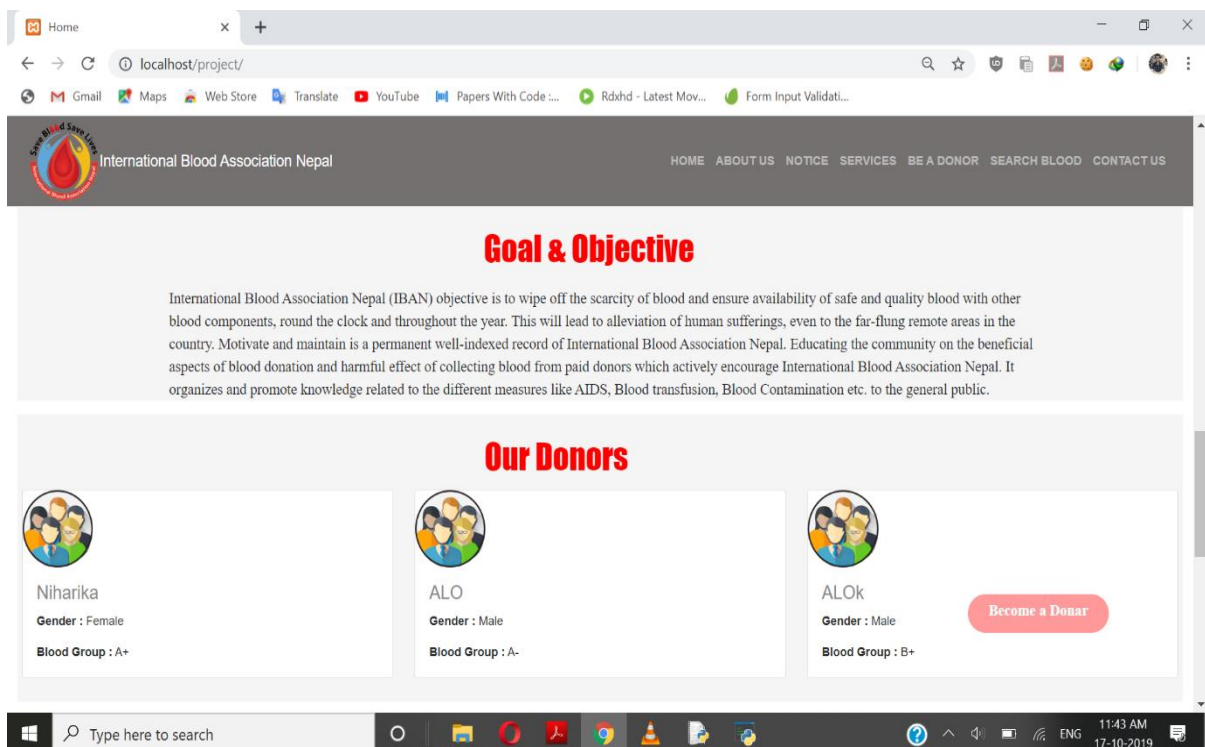 Home
localhost/project/
Gmail Maps Web Store Translate YouTube Papers With Code :... Rdxhd - Latest Mov... Form Input Validati...
Save Blood Save Lives
International Blood Association Nepal
International Blood Association Nepal
HOME ABOUT US NOTICE SERVICES BE A DONOR SEARCH BLOOD CONTACT US
Goal & Objective
International Blood Association Nepal (IBAN) objective is to wipe off the scarcity of blood and ensure availability of safe and quality blood with other
blood components, round the clock and throughout the year. This will lead to alleviation of human sufferings, even to the far-flung remote areas in the
country. Motivate and maintain is a permanent well-indexed record of International Blood Association Nepal. Educating the community on the beneficial
aspects of blood donation and harmful effect of collecting blood from paid donors which actively encourage International Blood Association Nepal. It
organizes and promote knowledge related to the different measures like AIDS, Blood transfusion, Blood Contamination etc. to the general public.
Our Donors
Niharika
Gender : Female
Blood Group : A+
ALO
Gender : Male
Blood Group : A-
ALOk
Gender : Male
Blood Group : B+
Become a Donar
Type here to search
ENG
11:43 AM
17-10-2019